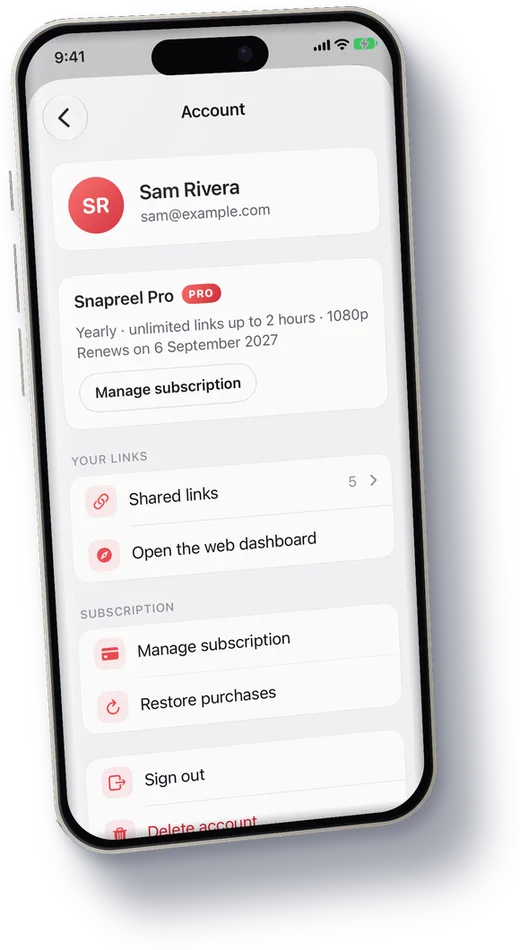 9:41
Account
SR
Sam Rivera
sam@example.com
Snapreel Pro PRO
Yearly · unlimited links up to 2 hours · 1080p
Renews on 6 September 2027
Manage subscription
YOUR LINKS
Shared links 5
Open the web dashboard
SUBSCRIPTION
Manage subscription
Restore purchases
Sign out
Delete account